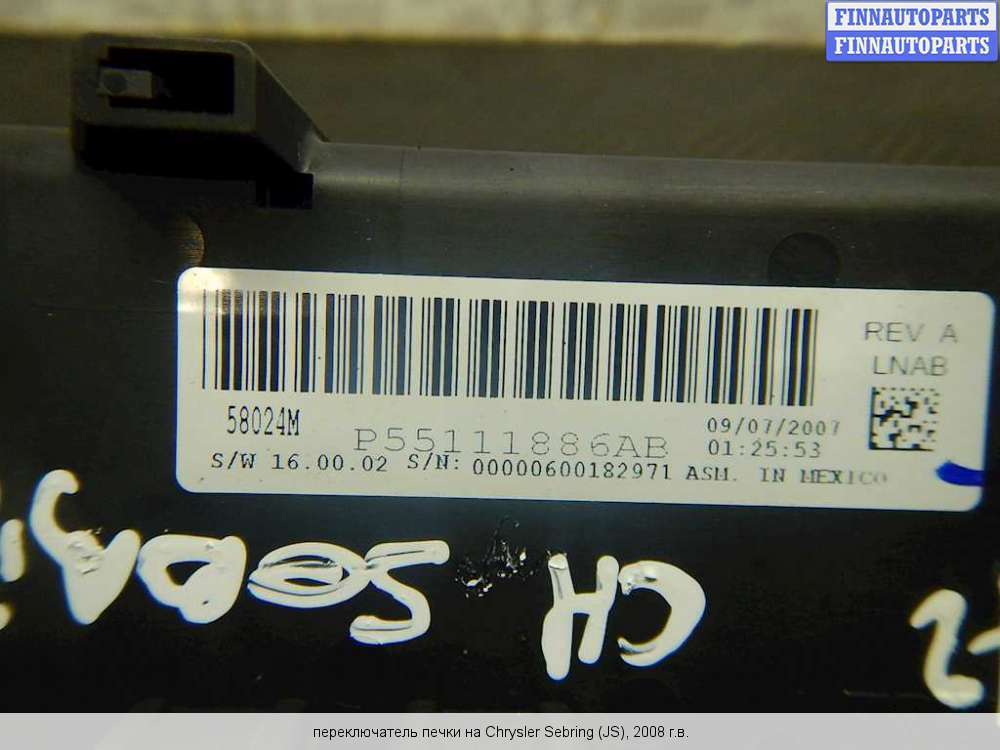 FINNAUTOPARTS
FINNAUTOPARTS
REV A
LNAB
58024M
P55111886AB
09/07/2007
01:25:53
S/W 16.00.02 S/N: 00000600182971 ASM. IN MEXICO
CH
переключатель печки на Chrysler Sebring (JS), 2008 г.в.